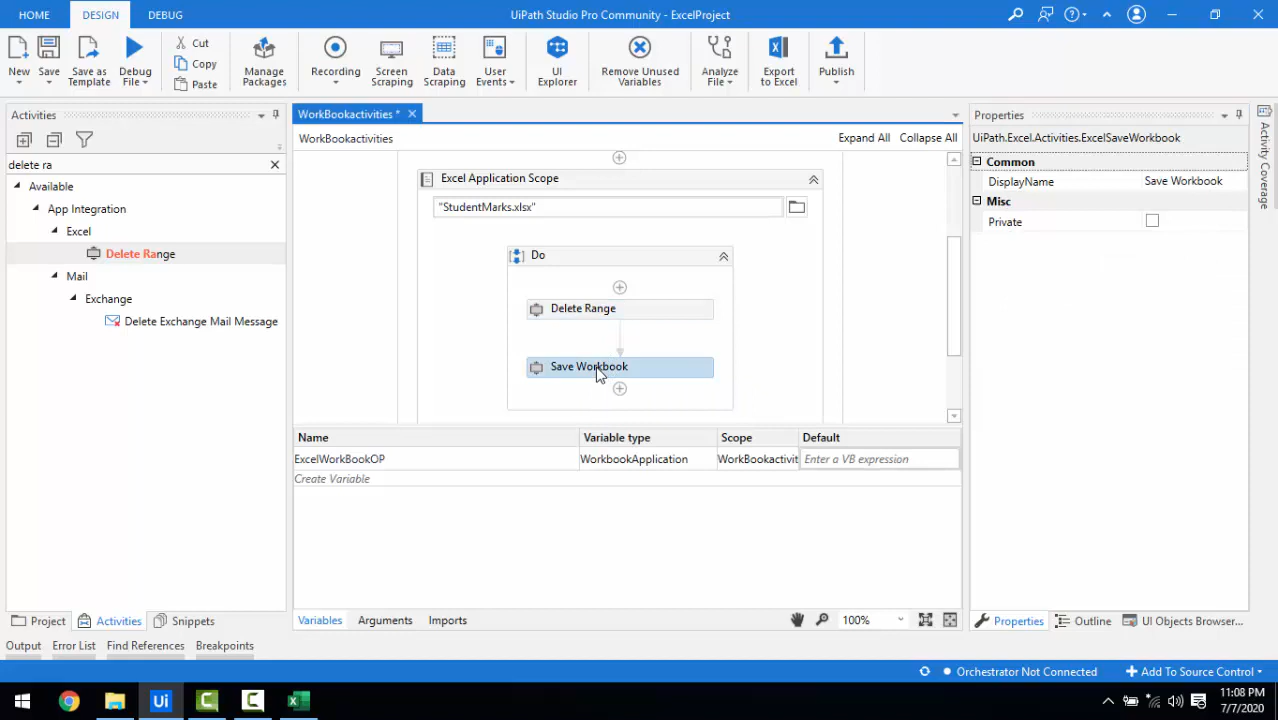 HOME DESIGN DEBUG UiPath Studio Pro Community - ExcelProject
New Save Save as Template Debug File Cut Copy Paste Manage Packages Recording Screen Scraping Data Scraping User Events UI Explorer Remove Unused Variables Analyze File Export to Excel Publish
Activities
delete ra
Available
App Integration
Excel
Delete Range
Mail
Exchange
Delete Exchange Mail Message
WorkBookactivities *
WorkBookactivities Expand All Collapse All
Excel Application Scope
"StudentMarks.xlsx"
Do
Delete Range
Save Workbook
Name Variable type Scope Default
ExcelWorkBookOP WorkbookApplication WorkBookactivit Enter a VB expression
Create Variable
Variables Arguments Imports 100%
Properties
UiPath.Excel.Activities.ExcelSaveWorkbook
Common
DisplayName Save Workbook
Misc
Private
Activity Coverage
Project Activities Snippets
Properties Outline UI Objects Browser...
Output Error List Find References Breakpoints
Orchestrator Not Connected Add To Source Control
Ui
11:08 PM
7/7/2020